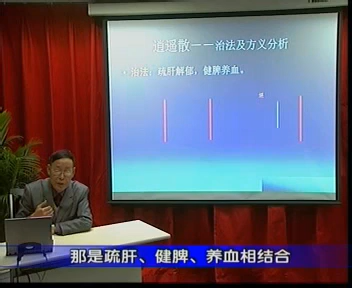 逍遥散——治法及方义分析
治法：疏肝解郁，健脾养血。
那是疏肝、健脾、养血相结合